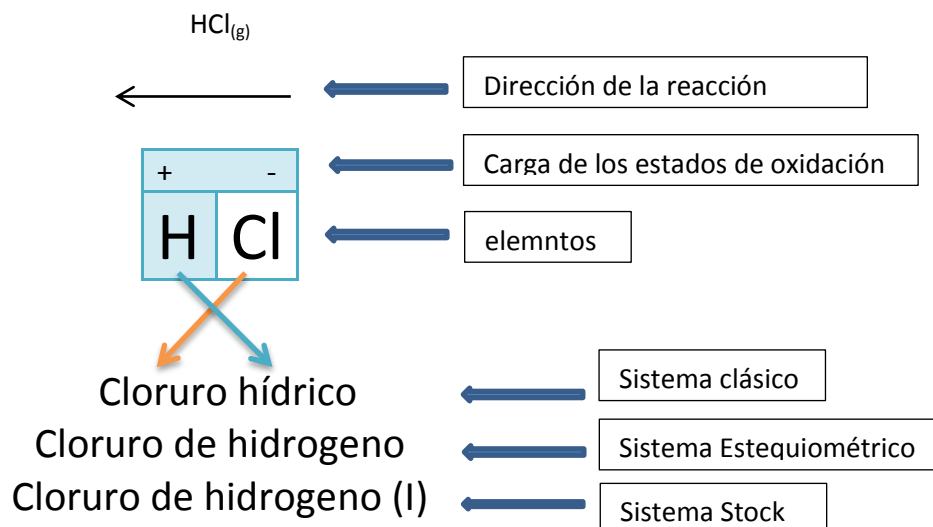 HCl(g)
Dirección de la reacción
+ -
Carga de los estados de oxidación
H Cl
elemntos
Cloruro hídrico
Sistema clásico
Cloruro de hidrogeno
Sistema Estequiométrico
Cloruro de hidrogeno (I)
Sistema Stock